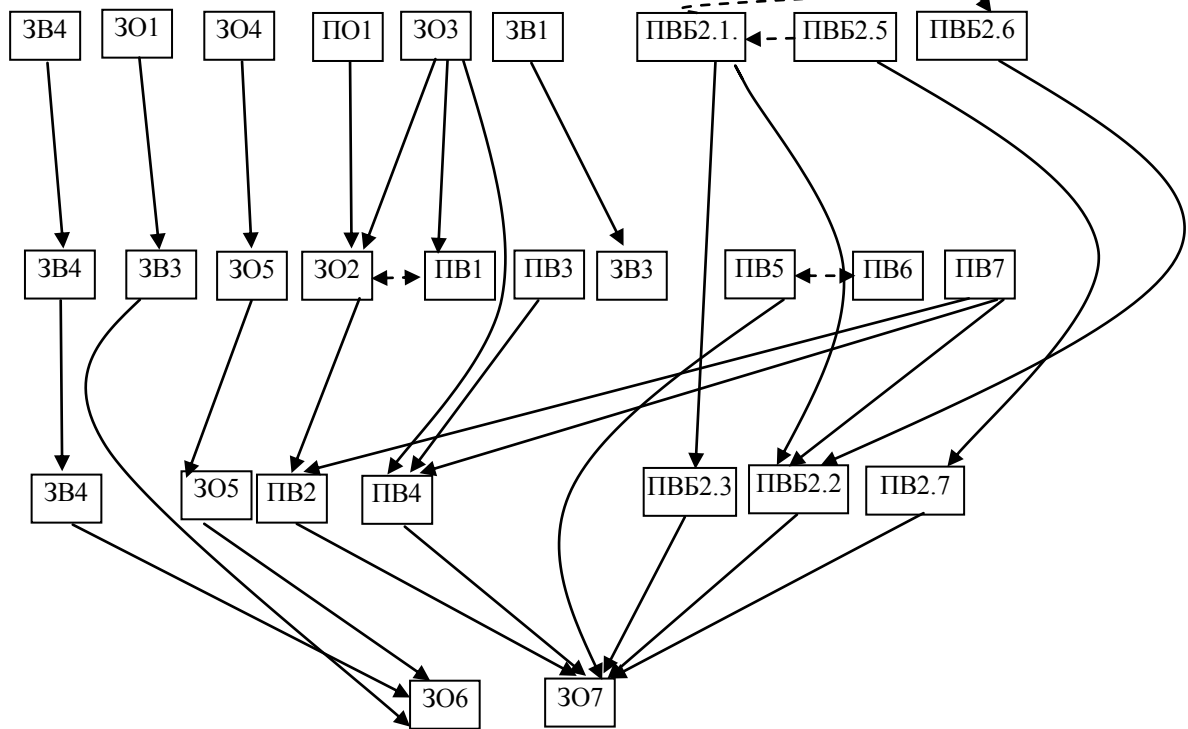 ЗВ4 ЗО1 ЗО4 ПО1 ЗО3 ЗВ1 ПВБ2.1. ПВБ2.5 ПВБ2.6
ЗВ4 ЗВ3 ЗО5 ЗО2 ПВ1 ПВ3 ЗВ3 ПВ5 ПВ6 ПВ7
ЗВ4 ЗО5 ПВ2 ПВ4 ПВБ2.3 ПВБ2.2 ПВ2.7
ЗО6 ЗО7